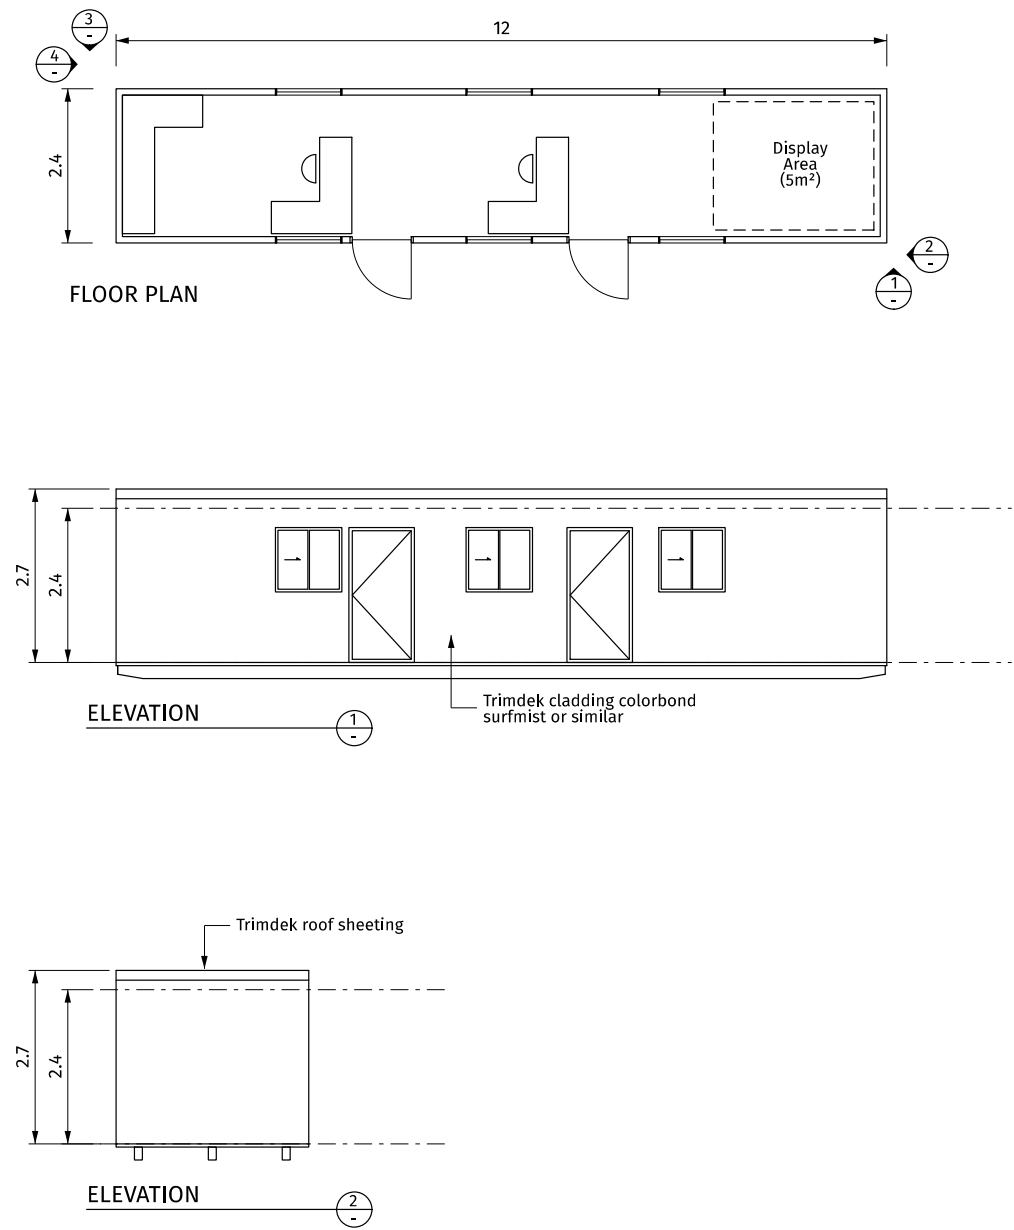 3
-
12
4
-
2.4
Display
Area
(5m²)
2
-
1
-
FLOOR PLAN
2.7
2.4
Trimdek cladding colorbond
surfmist or similar
ELEVATION
1
-
Trimdek roof sheeting
2.7
2.4
ELEVATION
2
-